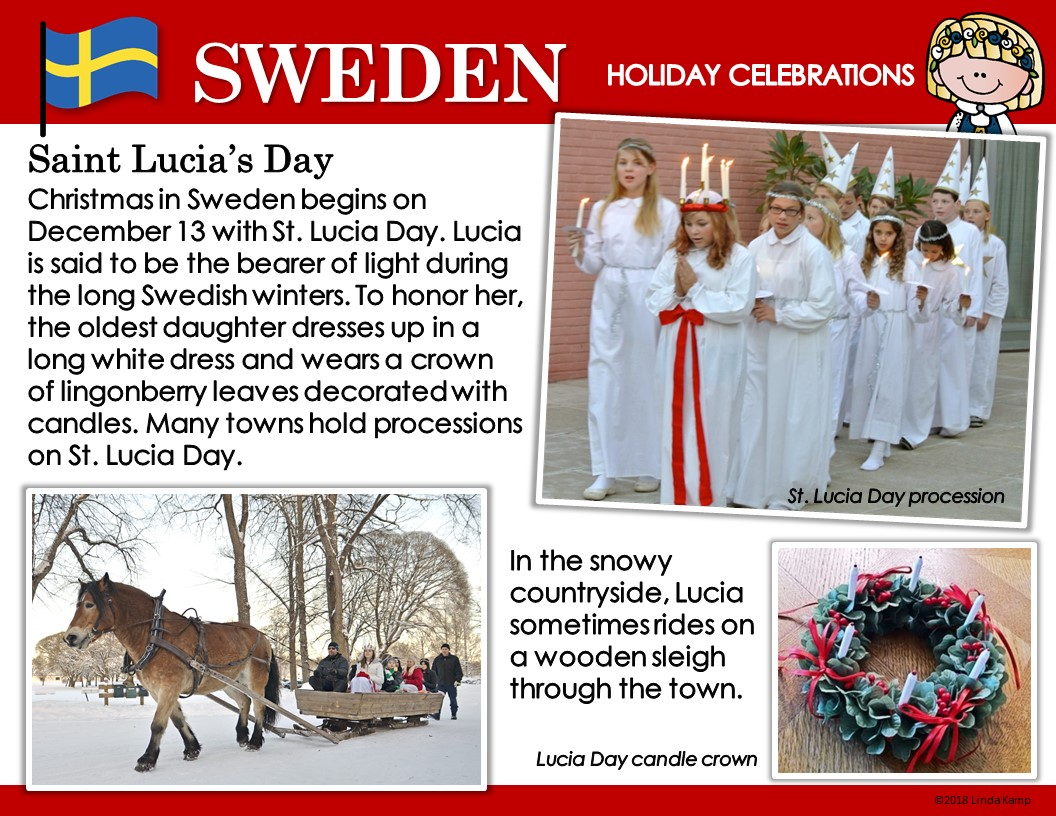 SWEDEN
HOLIDAY CELEBRATIONS
Saint Lucia's Day
Christmas in Sweden begins on
December 13 with St. Lucia Day. Lucia
is said to be the bearer of light during
the long Swedish winters. To honor her,
the oldest daughter dresses up in a
long white dress and wears a crown
of lingonberry leaves decorated with
candles. Many towns hold processions
on St. Lucia Day.
St. Lucia Day procession
In the snowy
countryside, Lucia
sometimes rides on
a wooden sleigh
through the town.
Lucia Day candle crown
©2018 Linda Kamp